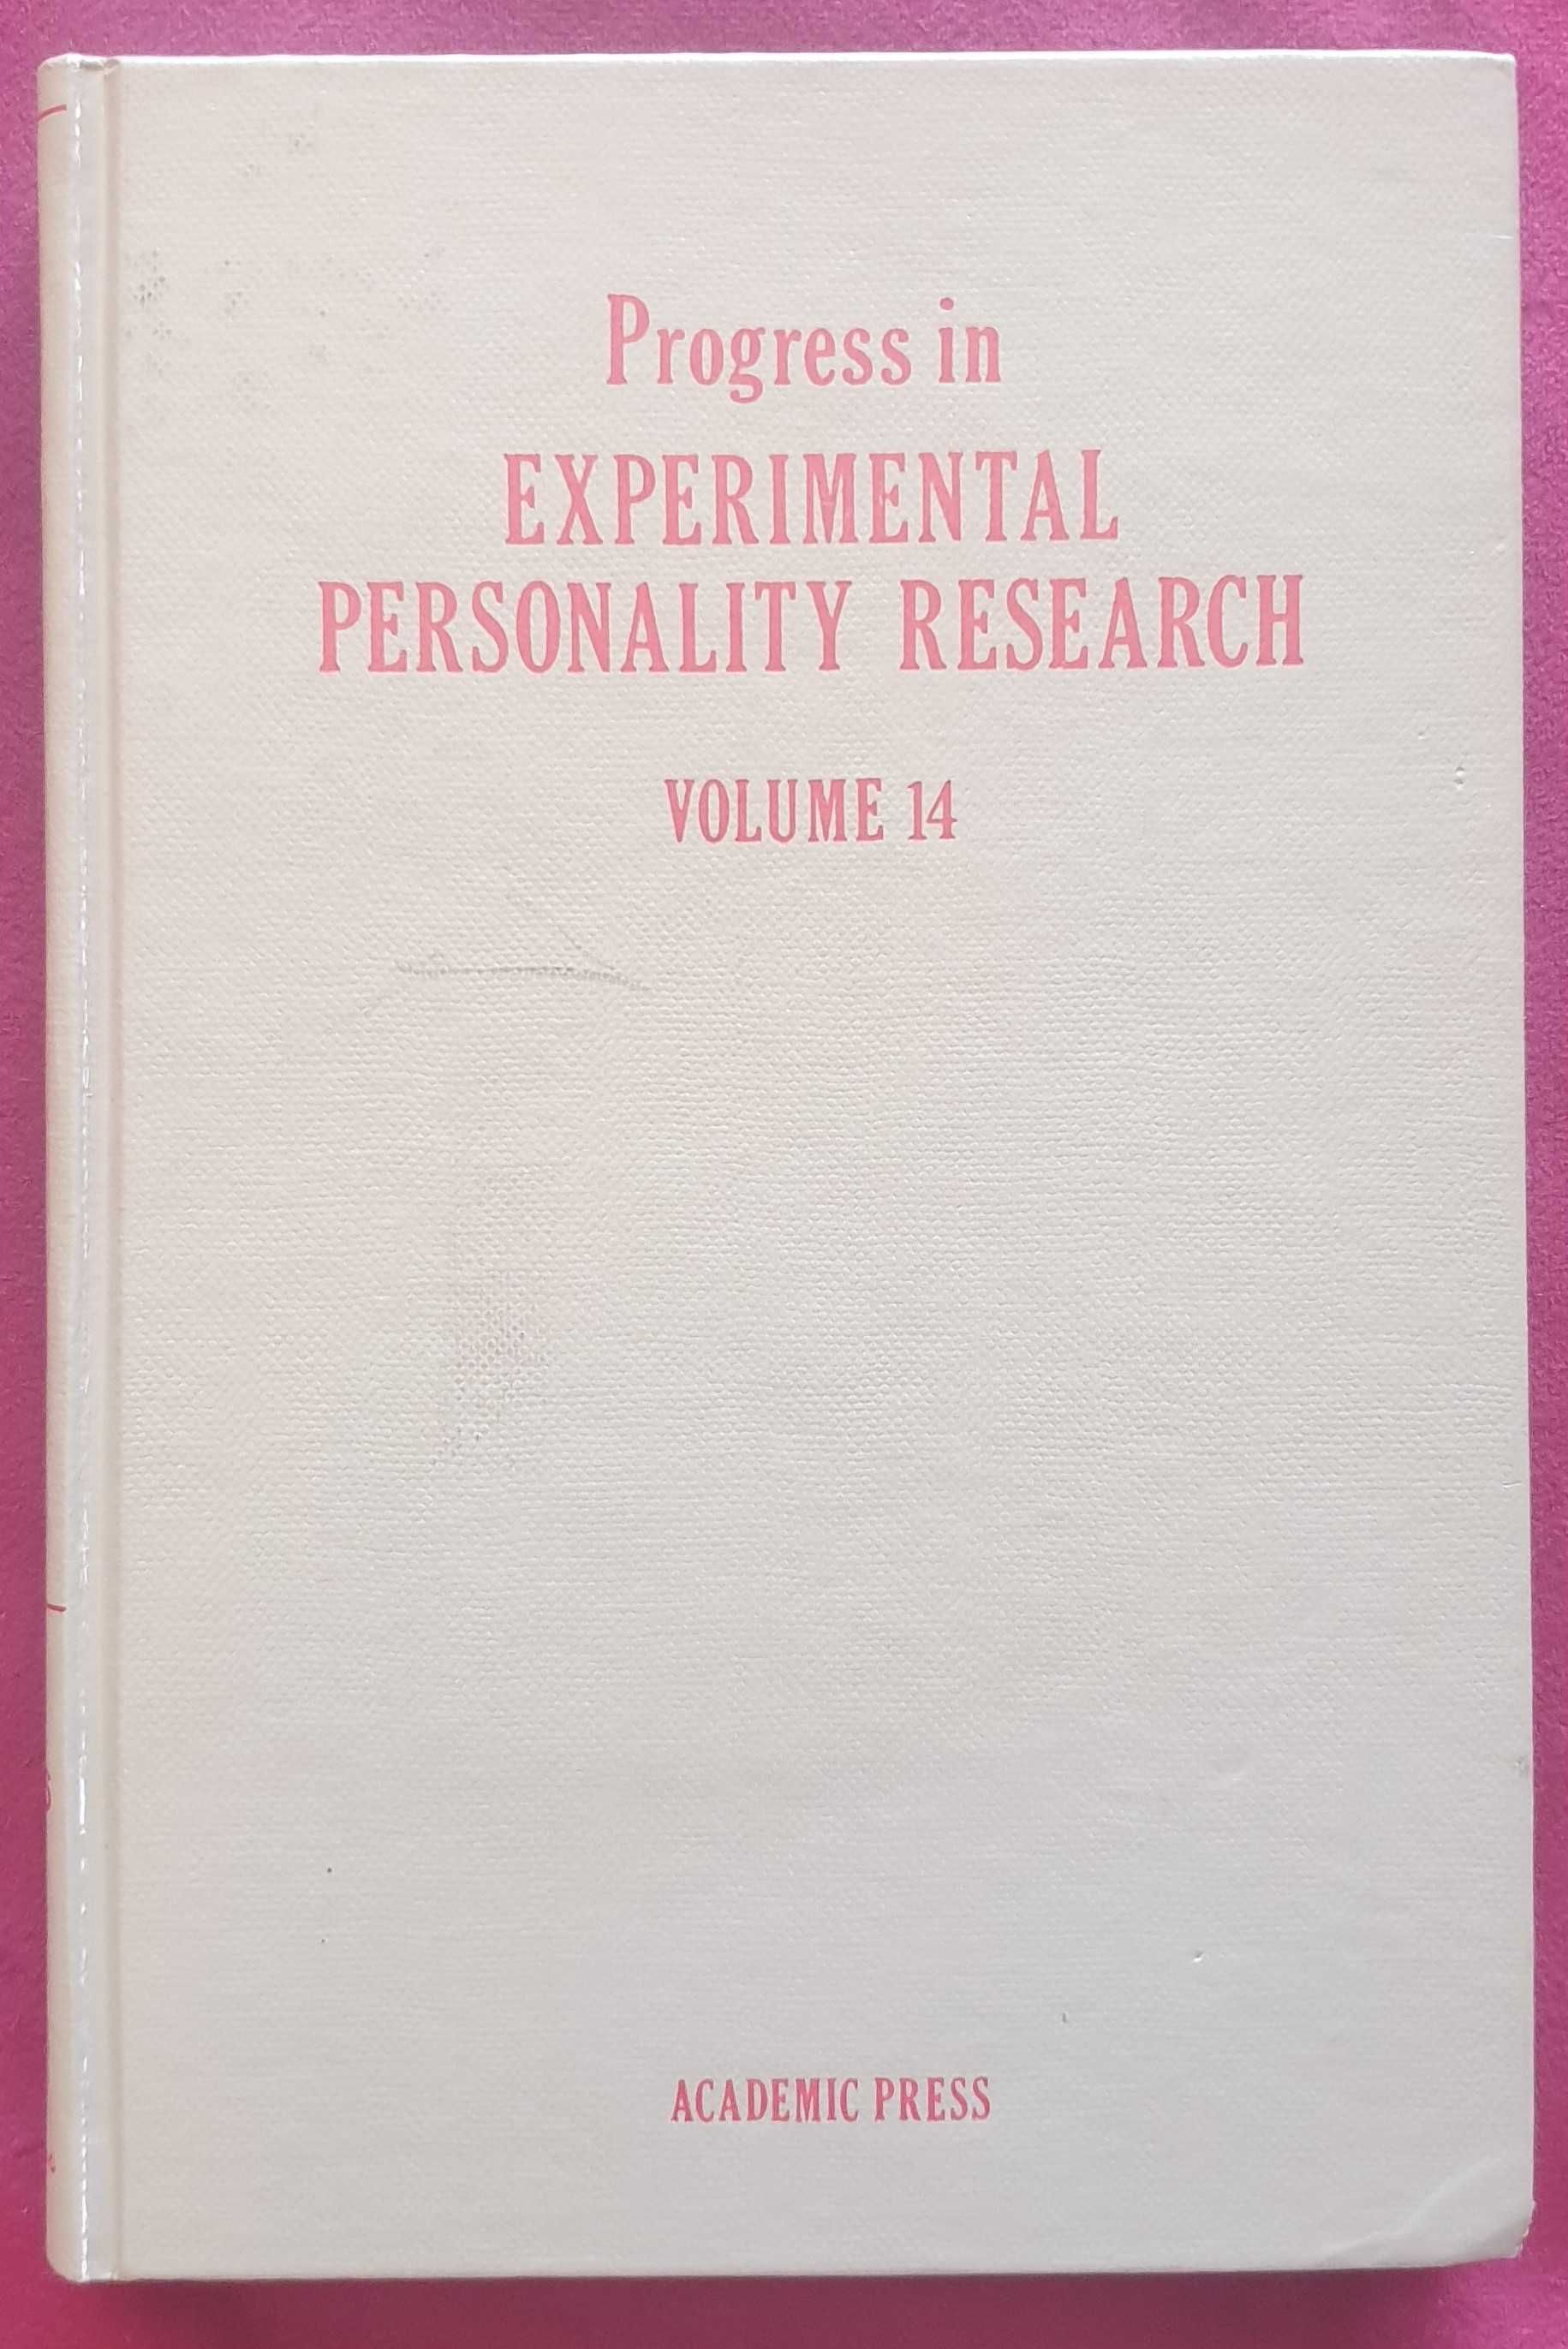 Progress in
EXPERIMENTAL
PERSONALITY RESEARCH
VOLUME 14
ACADEMIC PRESS